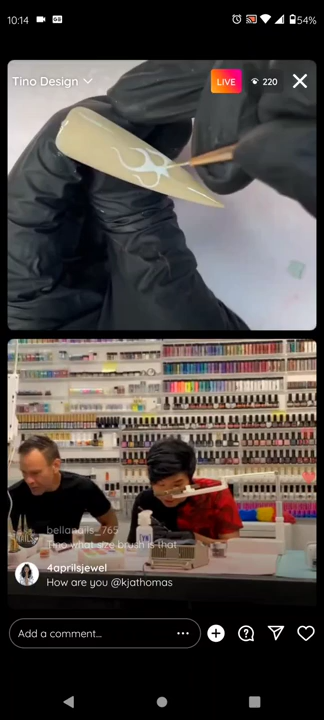 10:14
54%
Tino Design
LIVE
220
bellanails_765
Tino what size brush is that
4aprilsjewel
How are you @kjathomas
Add a comment...